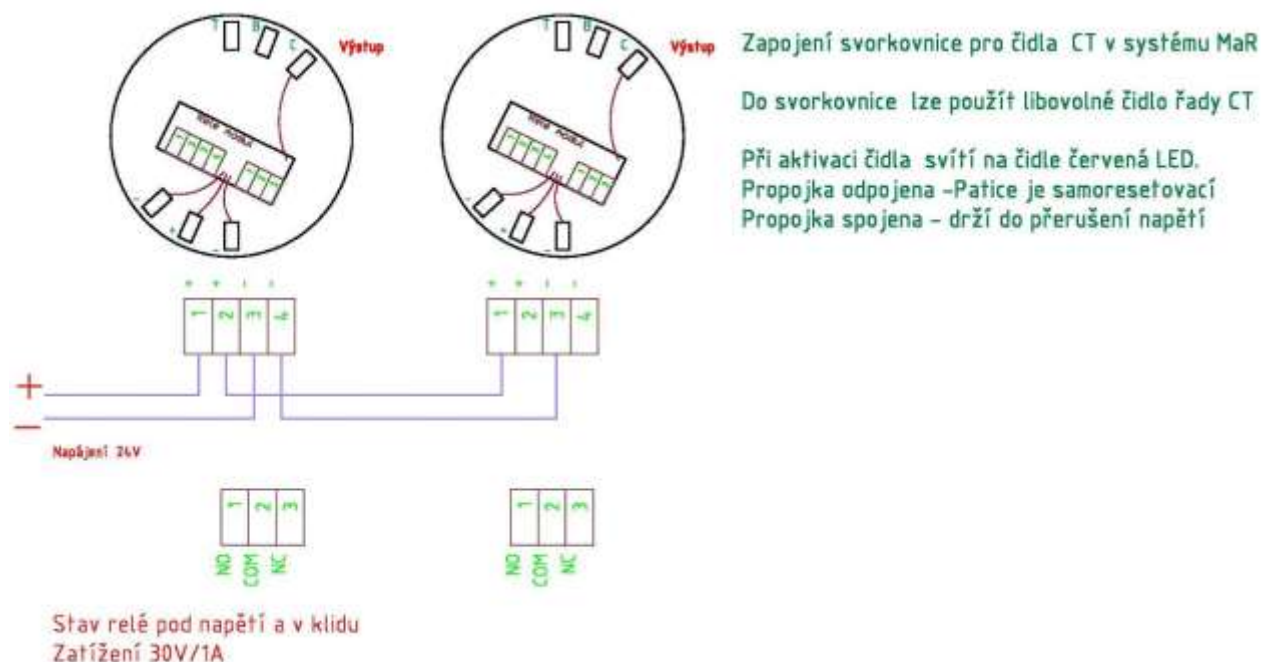 T B C
Výstup
T B C
Výstup
Zapojení svorkovnice pro čidla CT v systému MaR
Do svorkovnice lze použít libovolné čidlo řady CT
Při aktivaci čidla svítí na čidle červená LED.
Propojka odpojena -Patice je samoresetovací
Propojka spojena - drží do přerušení napětí
- + -
- + -
+ + - -
1 2 3 4
+ + - -
1 2 3 4
+
-
Napájení 24V
1 2 3
NO COM NC
1 2 3
NO COM NC
Stav relé pod napětí a v klidu
Zatížení 30V/1A